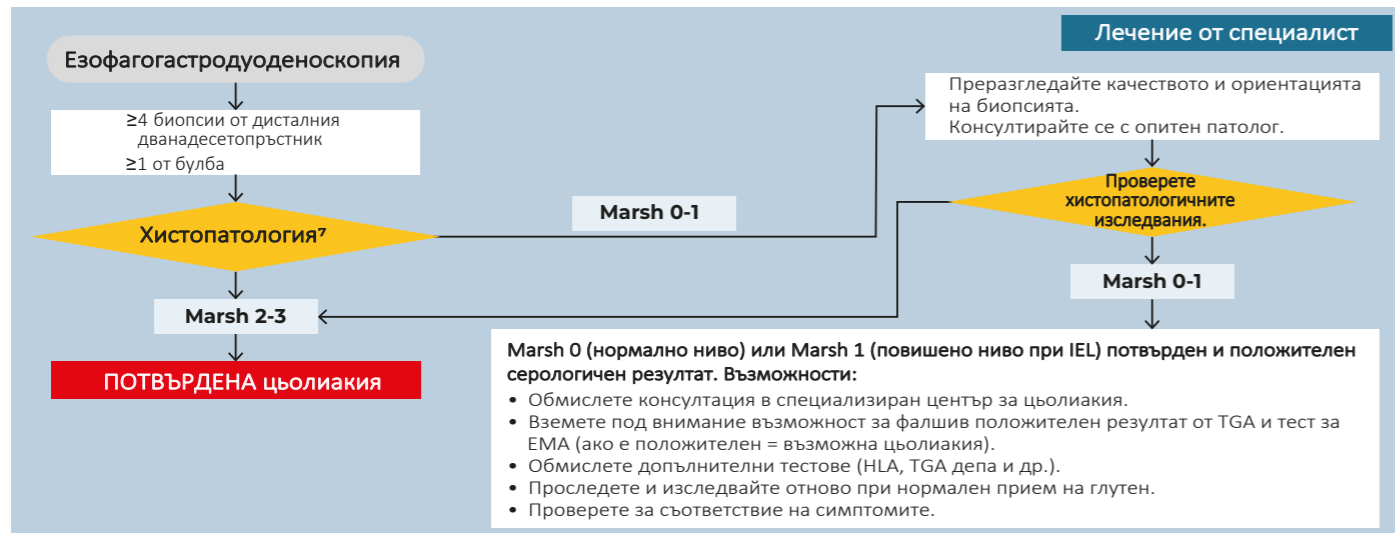 Лечение от специалист
Езофагогастродуоденоскопия
≥4 биопсии от дисталния
дванадесетопръстник
≥1 от булба
Хистопатология⁷
Marsh 0-1
Преразгледайте качеството и ориентацията
на биопсията.
Консултирайте се с опитен патолог.
Проверете
хистопатологичните
изследвания.
Marsh 0-1
Marsh 2-3
ПОТВЪРДЕНА цьолиакия
Marsh 0 (нормално ниво) или Marsh 1 (повишено ниво при IEL) потвърден и положителен
серологичен резултат. Възможности:
• Обмислете консултация в специализиран център за цьолиакия.
• Вземете под внимание възможност за фалшив положителен резултат от TGA и тест за
EMA (ако е положителен = възможна цьолиакия).
• Обмислете допълнителни тестове (HLA, TGA депа и др.).
• Проследете и изследвайте отново при нормален прием на глутен.
• Проверете за съответствие на симптомите.